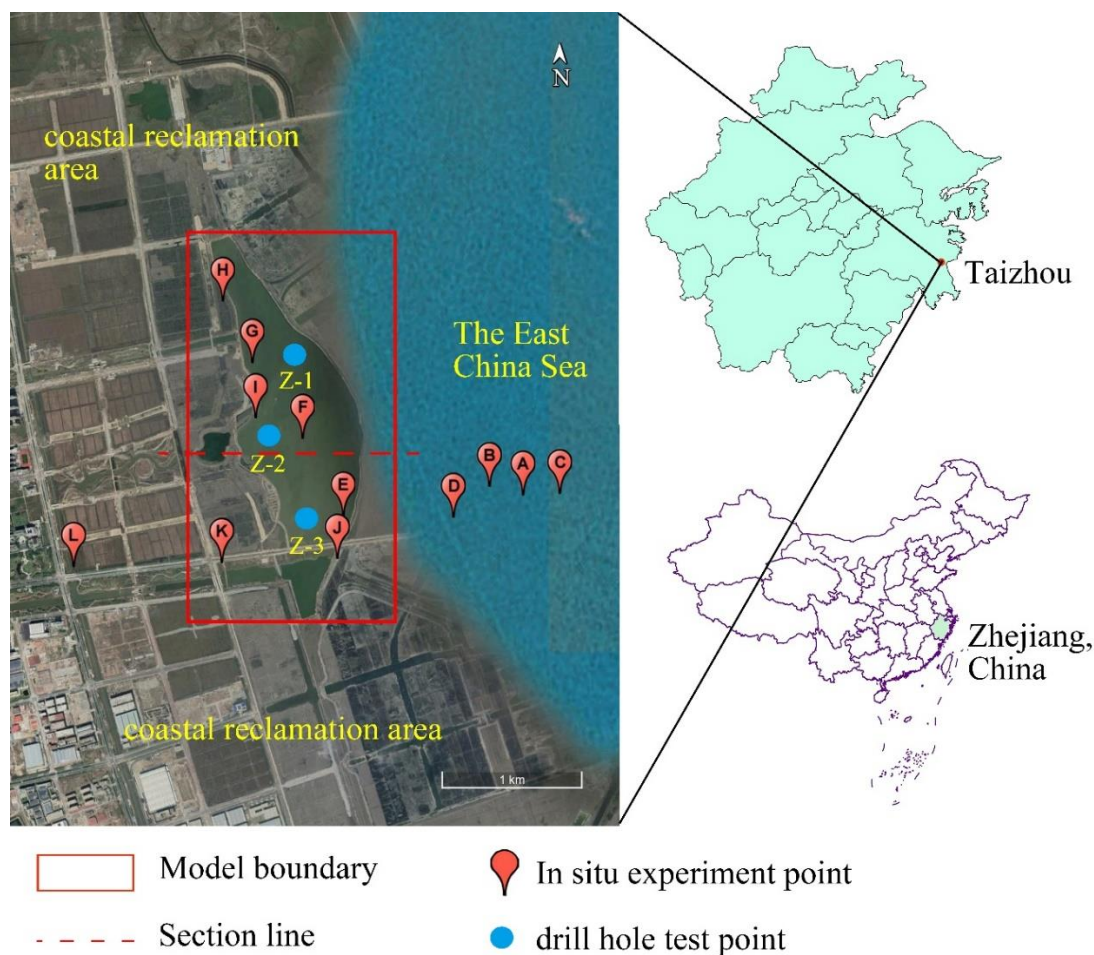 N
coastal reclamation
area
H
G
Z-1
I
F
Z-2
The East
China Sea
B
A
C
D
E
L
K
Z-3
J
coastal reclamation area
1 km
Taizhou
Zhejiang,
China
Model boundary
In situ experiment point
Section line
drill hole test point